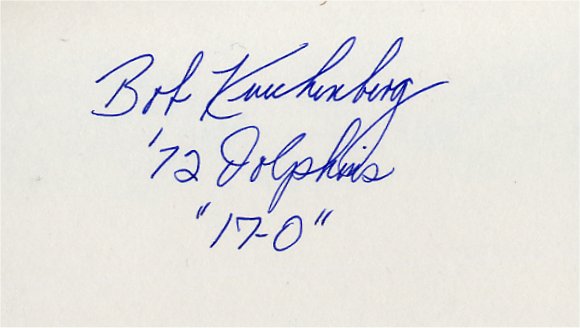 Bob Kuechenberg
'72 Dolphins
"17-0"